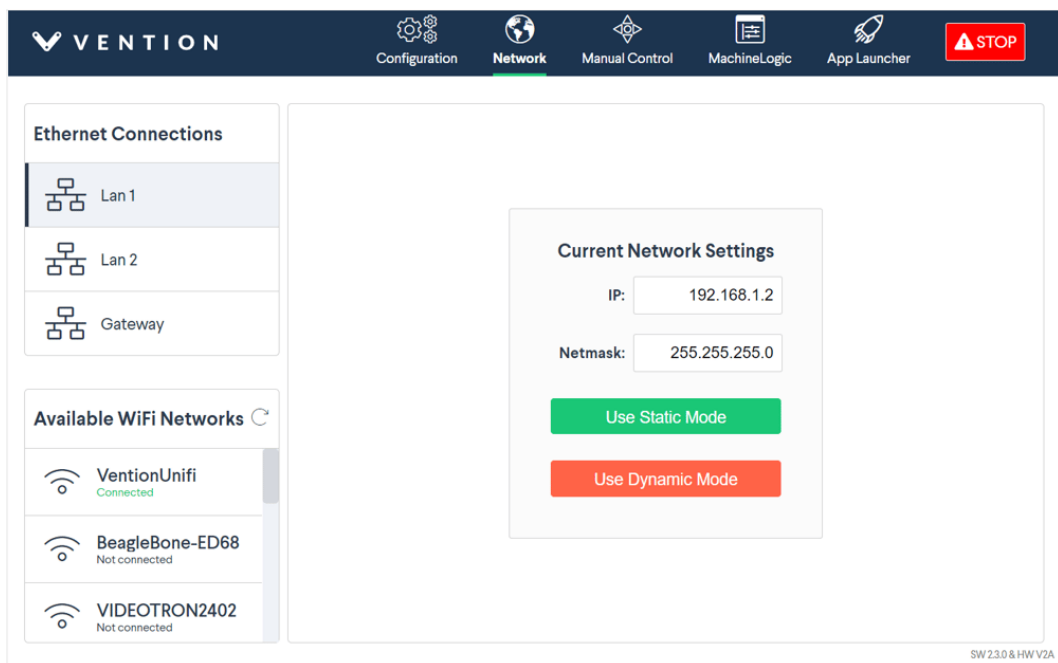 VENTION
Configuration
Network
Manual Control
MachineLogic
App Launcher
STOP
Ethernet Connections
Lan 1
Lan 2
Gateway
Available WiFi Networks
VentionUnifi
Connected
BeagleBone-ED68
Not connected
VIDEOTRON2402
Not connected
Current Network Settings
IP: 192.168.1.2
Netmask: 255.255.255.0
Use Static Mode
Use Dynamic Mode
SW 2.3.0 & HW V2A